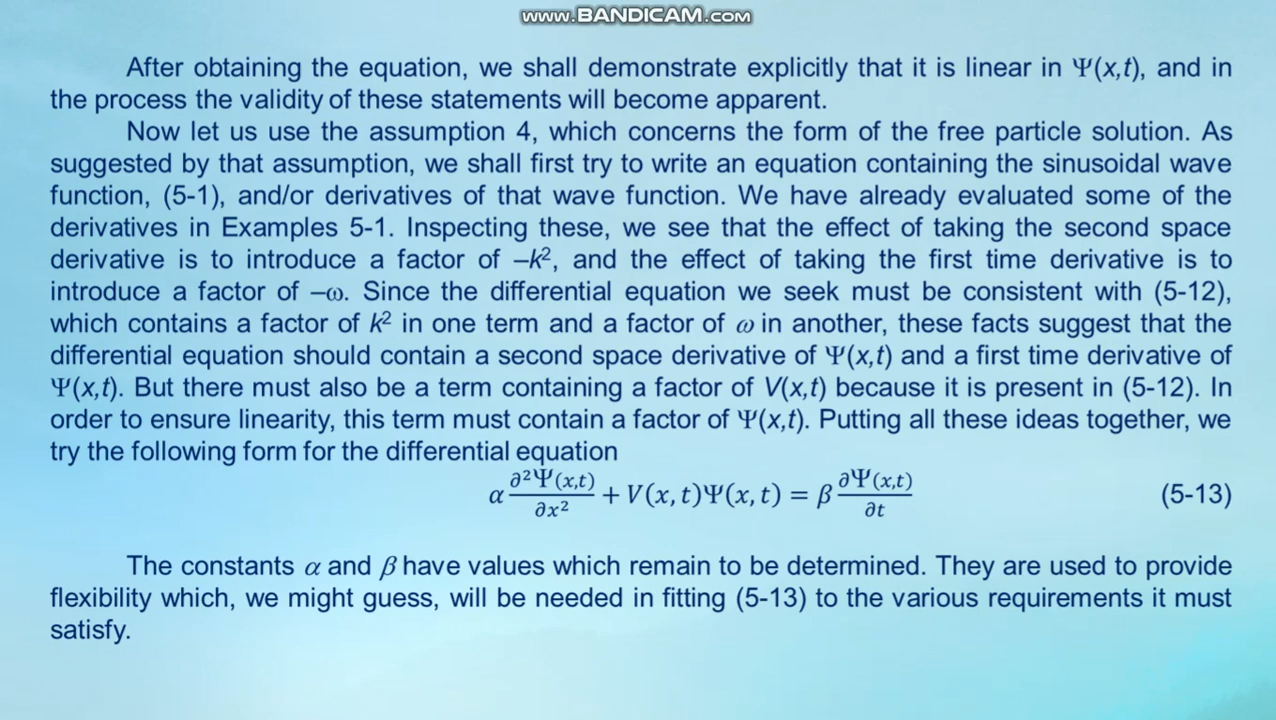 www.BANDICAM.com
After obtaining the equation, we shall demonstrate explicitly that it is linear in Ψ(x,t), and in
the process the validity of these statements will become apparent.
Now let us use the assumption 4, which concerns the form of the free particle solution. As
suggested by that assumption, we shall first try to write an equation containing the sinusoidal wave
function, (5-1), and/or derivatives of that wave function. We have already evaluated some of the
derivatives in Examples 5-1. Inspecting these, we see that the effect of taking the second space
derivative is to introduce a factor of –k², and the effect of taking the first time derivative is to
introduce a factor of –ω. Since the differential equation we seek must be consistent with (5-12),
which contains a factor of k² in one term and a factor of ω in another, these facts suggest that the
differential equation should contain a second space derivative of Ψ(x,t) and a first time derivative of
Ψ(x,t). But there must also be a term containing a factor of V(x,t) because it is present in (5-12). In
order to ensure linearity, this term must contain a factor of Ψ(x,t). Putting all these ideas together, we
try the following form for the differential equation
α ∂²Ψ(x,t)/∂x² + V(x, t)Ψ(x, t) = β ∂Ψ(x,t)/∂t (5-13)
The constants α and β have values which remain to be determined. They are used to provide
flexibility which, we might guess, will be needed in fitting (5-13) to the various requirements it must
satisfy.